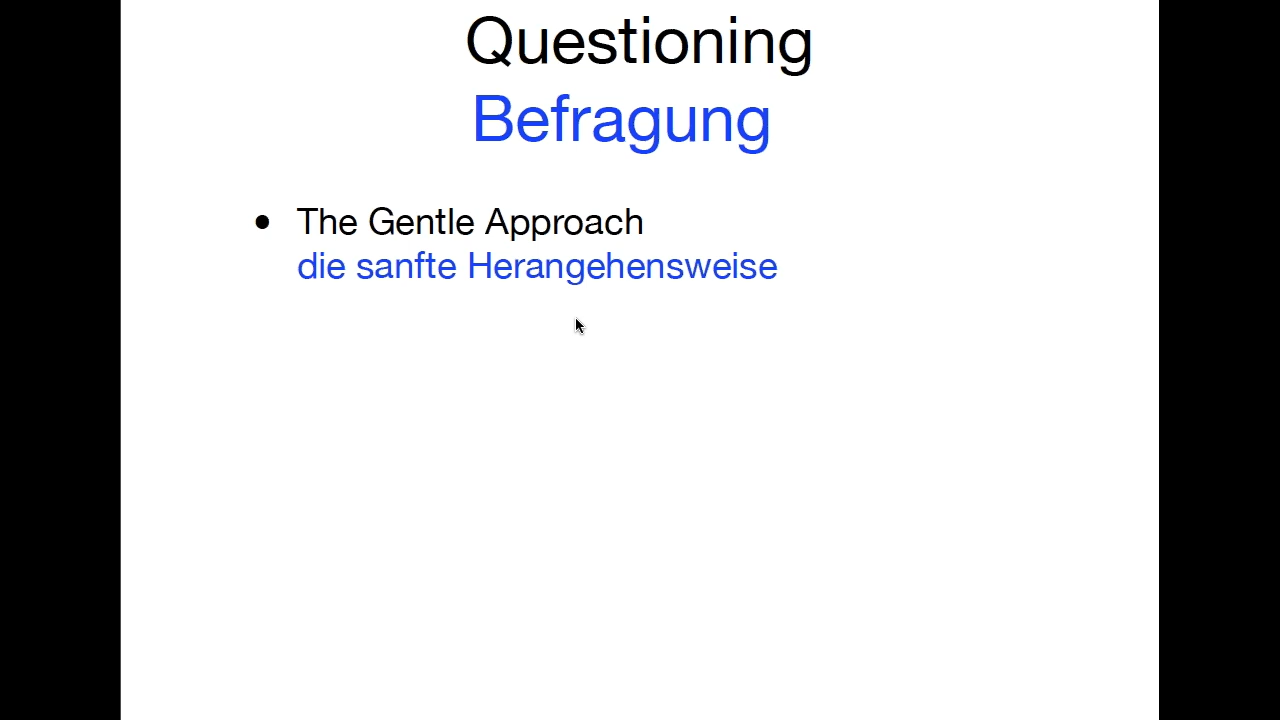 Questioning
Befragung
• The Gentle Approach
die sanfte Herangehensweise